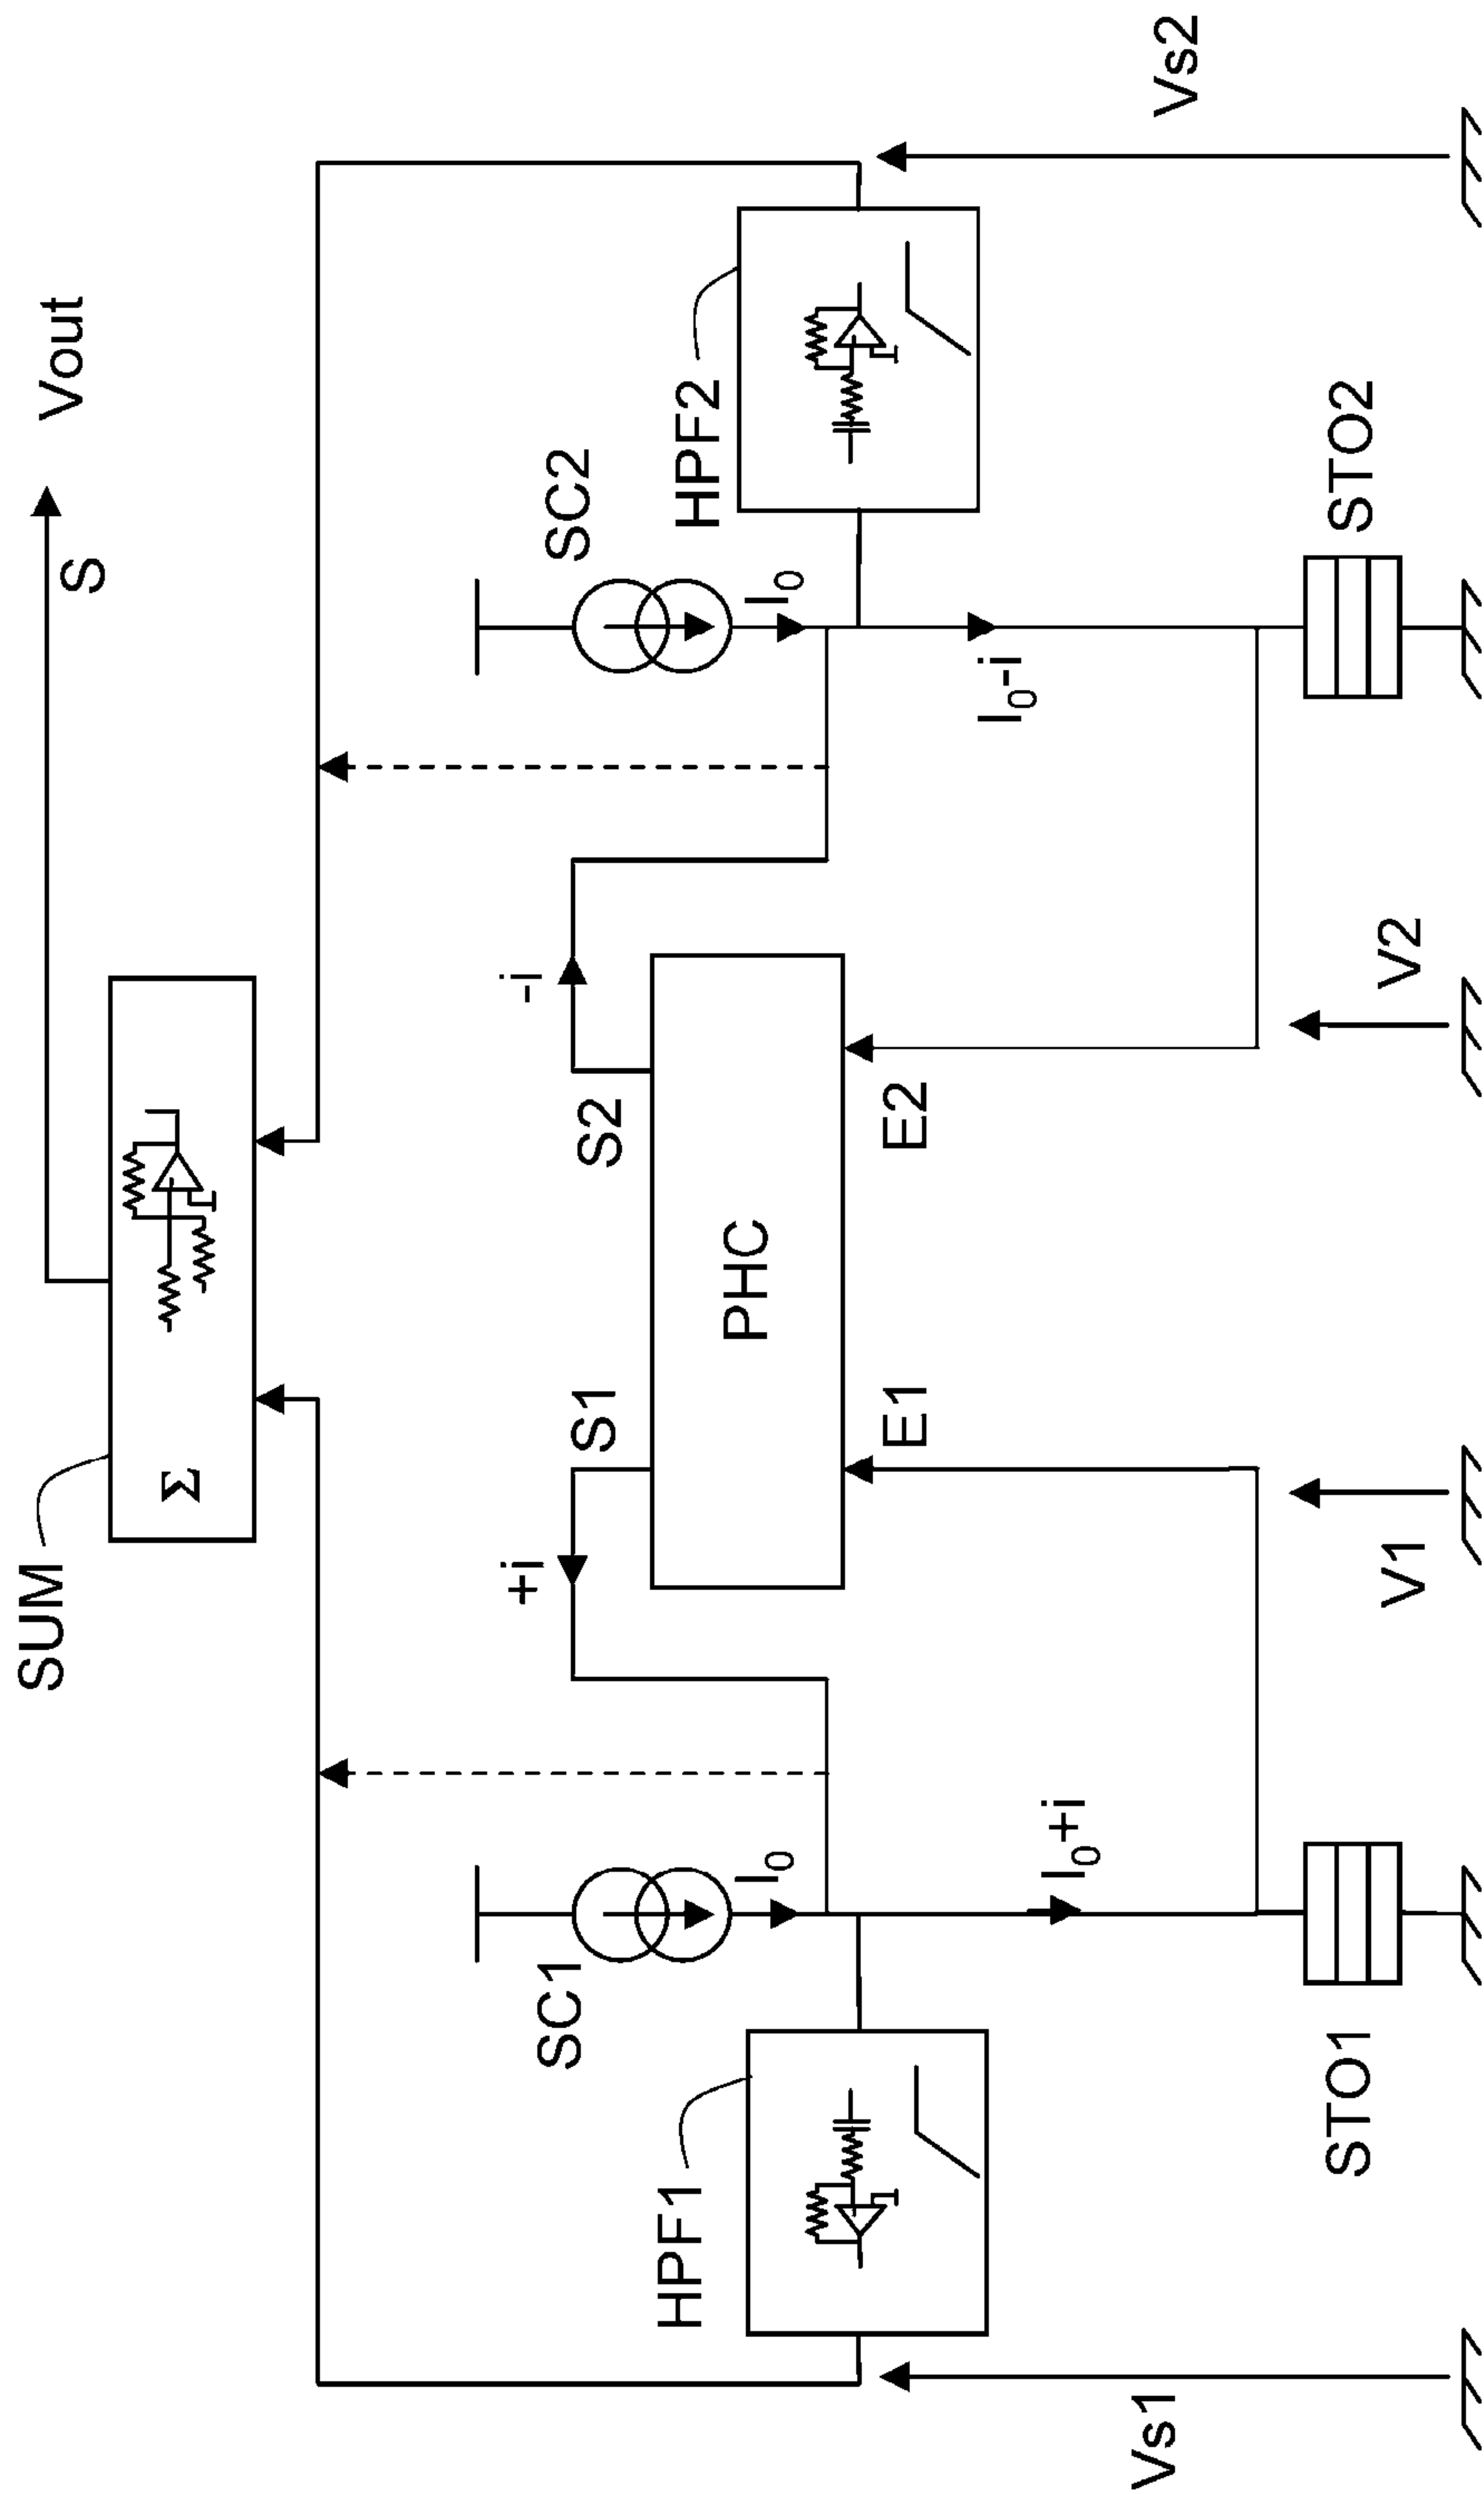 SUM
Σ
S
Vout
+i
-i
S1
S2
PHC
E1
E2
SC1
I0
SC2
I0
HPF1
HPF2
I0+i
I0-i
Vs1
STO1
V1
V2
STO2
Vs2